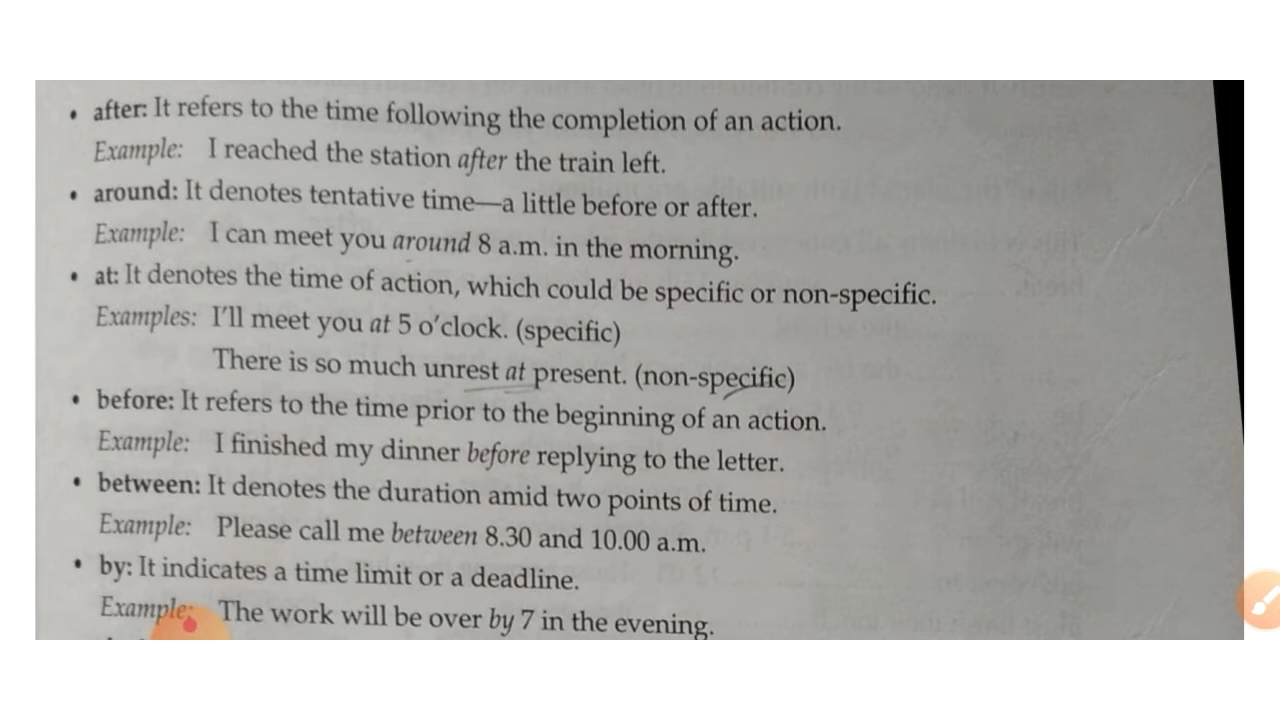 • after: It refers to the time following the completion of an action.
Example: I reached the station after the train left.
• around: It denotes tentative time—a little before or after.
Example: I can meet you around 8 a.m. in the morning.
• at: It denotes the time of action, which could be specific or non-specific.
Examples: I'll meet you at 5 o'clock. (specific)
There is so much unrest at present. (non-specific)
• before: It refers to the time prior to the beginning of an action.
Example: I finished my dinner before replying to the letter.
• between: It denotes the duration amid two points of time.
Example: Please call me between 8.30 and 10.00 a.m.
• by: It indicates a time limit or a deadline.
Example: The work will be over by 7 in the evening.